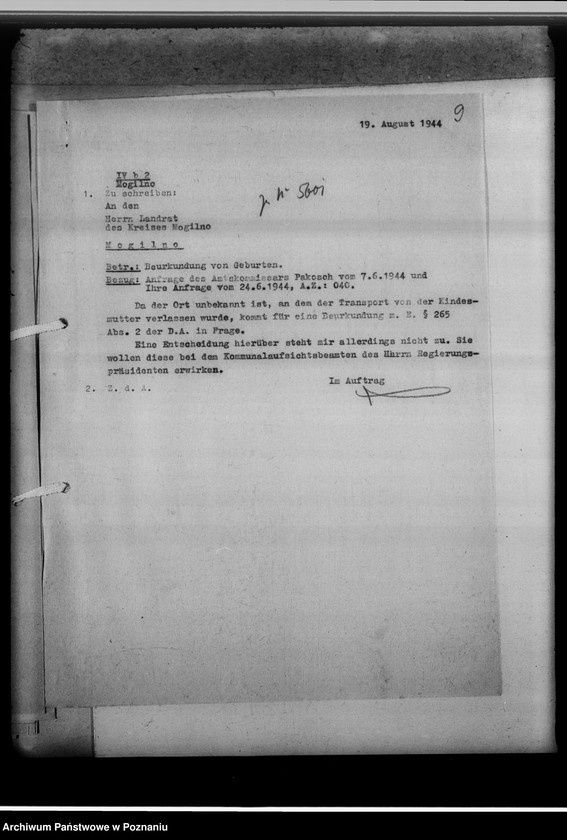 9
19. August 1944
IV b 2
Mogilno
1. Zu schreiben:
An den
Herrn Landrat
des Kreises Mogilno
Mogilno
Betr.: Beurkundung von Geburten.
Bezug: Anfrage des Amtskommissars Pakosch vom 7.6.1944 und
Ihre Anfrage vom 24.6.1944, A.Z.: 040.
Da der Ort unbekannt ist, an dem der Transport von der Kindes-
mutter verlassen wurde, kommt für eine Beurkundung m. E. § 265
Abs. 2 der D.A. in Frage.
Eine Entscheidung hierüber steht mir allerdings nicht zu. Sie
wollen diese bei dem Kommunalaufsichtsbeamten des Herrn Regierungs-
präsidenten erwirken.
Im Auftrag
2. Z. d. A.
Archiwum Państwowe w Poznaniu